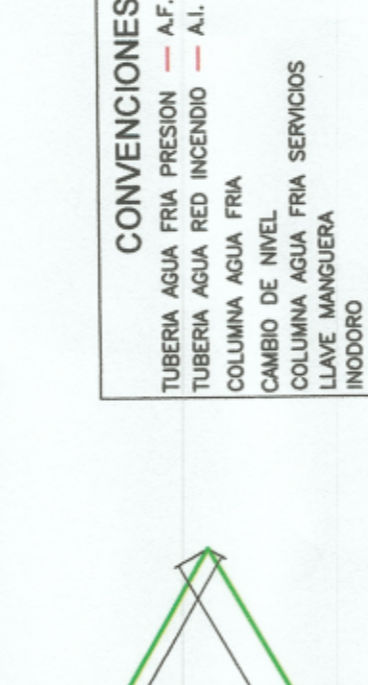 CONVENCIONES
TUBERIA AGUA FRIA PRESION — A.F.
TUBERIA AGUA RED INCENDIO — A.I.
COLUMNA AGUA FRIA
CAMBIO DE NIVEL
COLUMNA AGUA FRIA SERVICIOS
LLAVE MANGUERA
INODORO